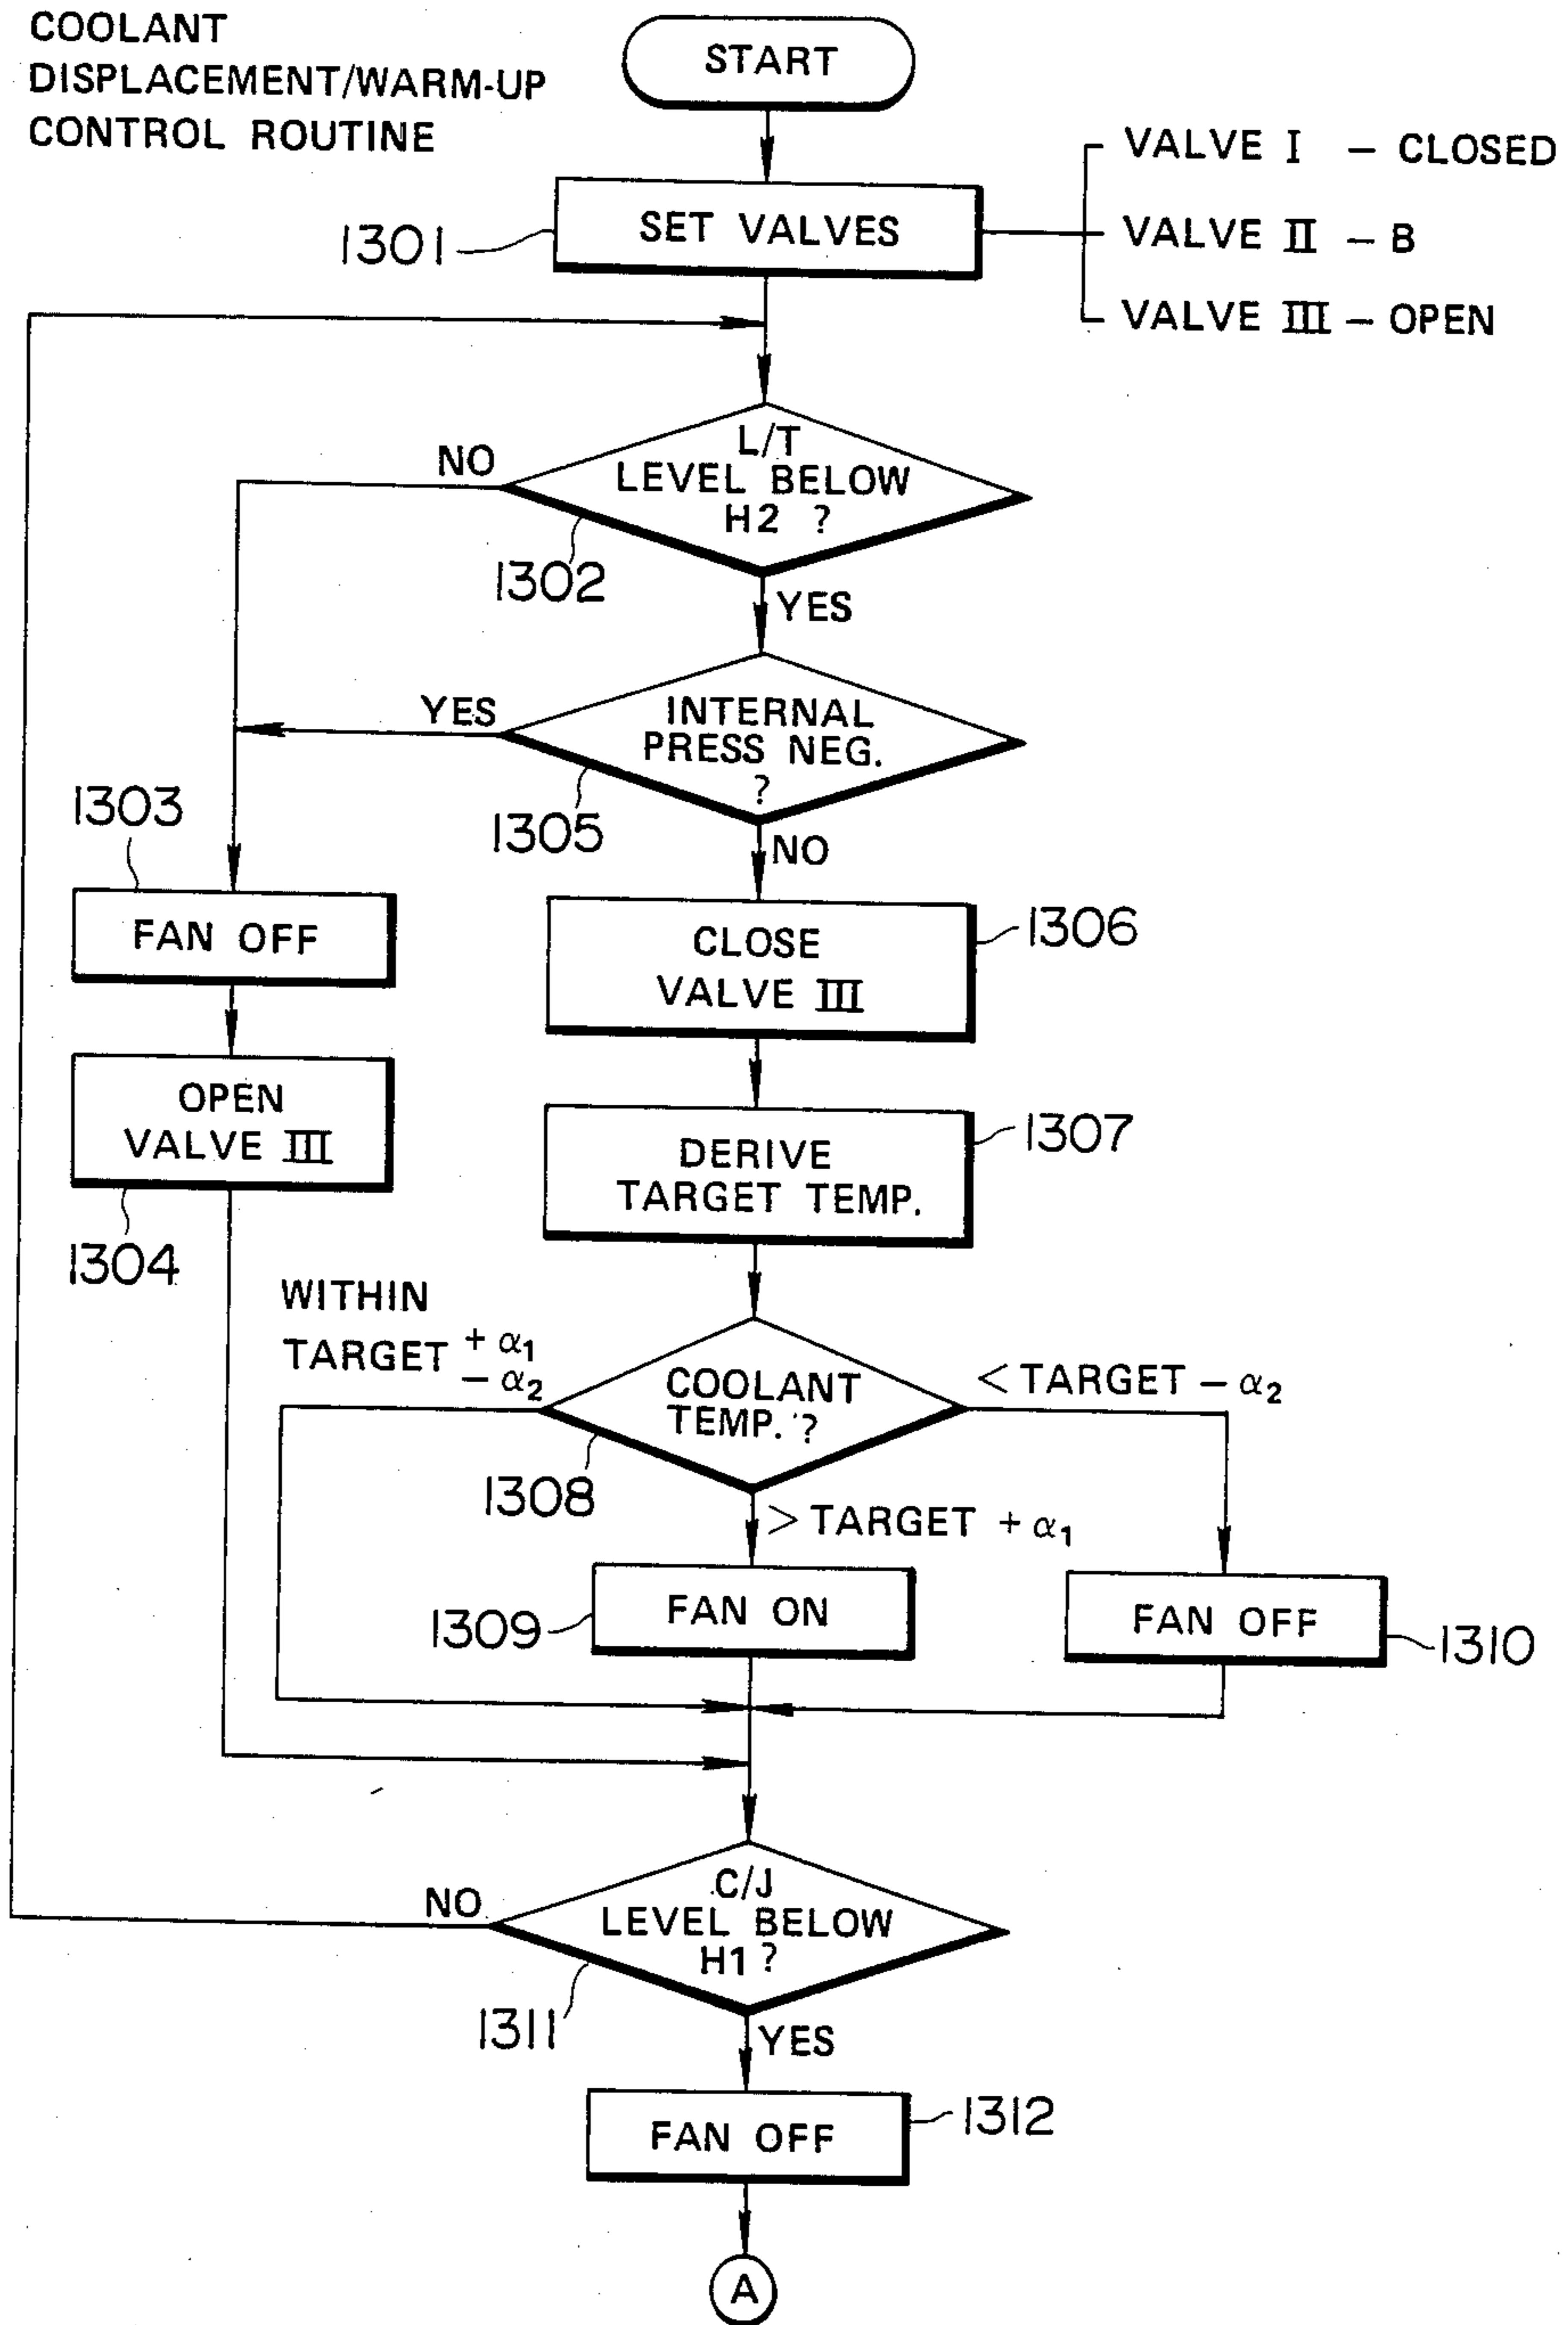 COOLANT
DISPLACEMENT/WARM-UP
CONTROL ROUTINE
START
1301
SET VALVES
VALVE I – CLOSED
VALVE II – B
VALVE III – OPEN
L/T
LEVEL BELOW
H2 ?
NO
1302
YES
INTERNAL
PRESS NEG.
?
YES
1305
NO
1303
FAN OFF
CLOSE
VALVE III
1306
OPEN
VALVE III
1304
DERIVE
TARGET TEMP.
1307
WITHIN
TARGET + α1
– α2
COOLANT
TEMP. ?
< TARGET – α2
1308
> TARGET + α1
1309
FAN ON
FAN OFF
1310
C/J
LEVEL BELOW
H1 ?
NO
1311
YES
FAN OFF
1312
A